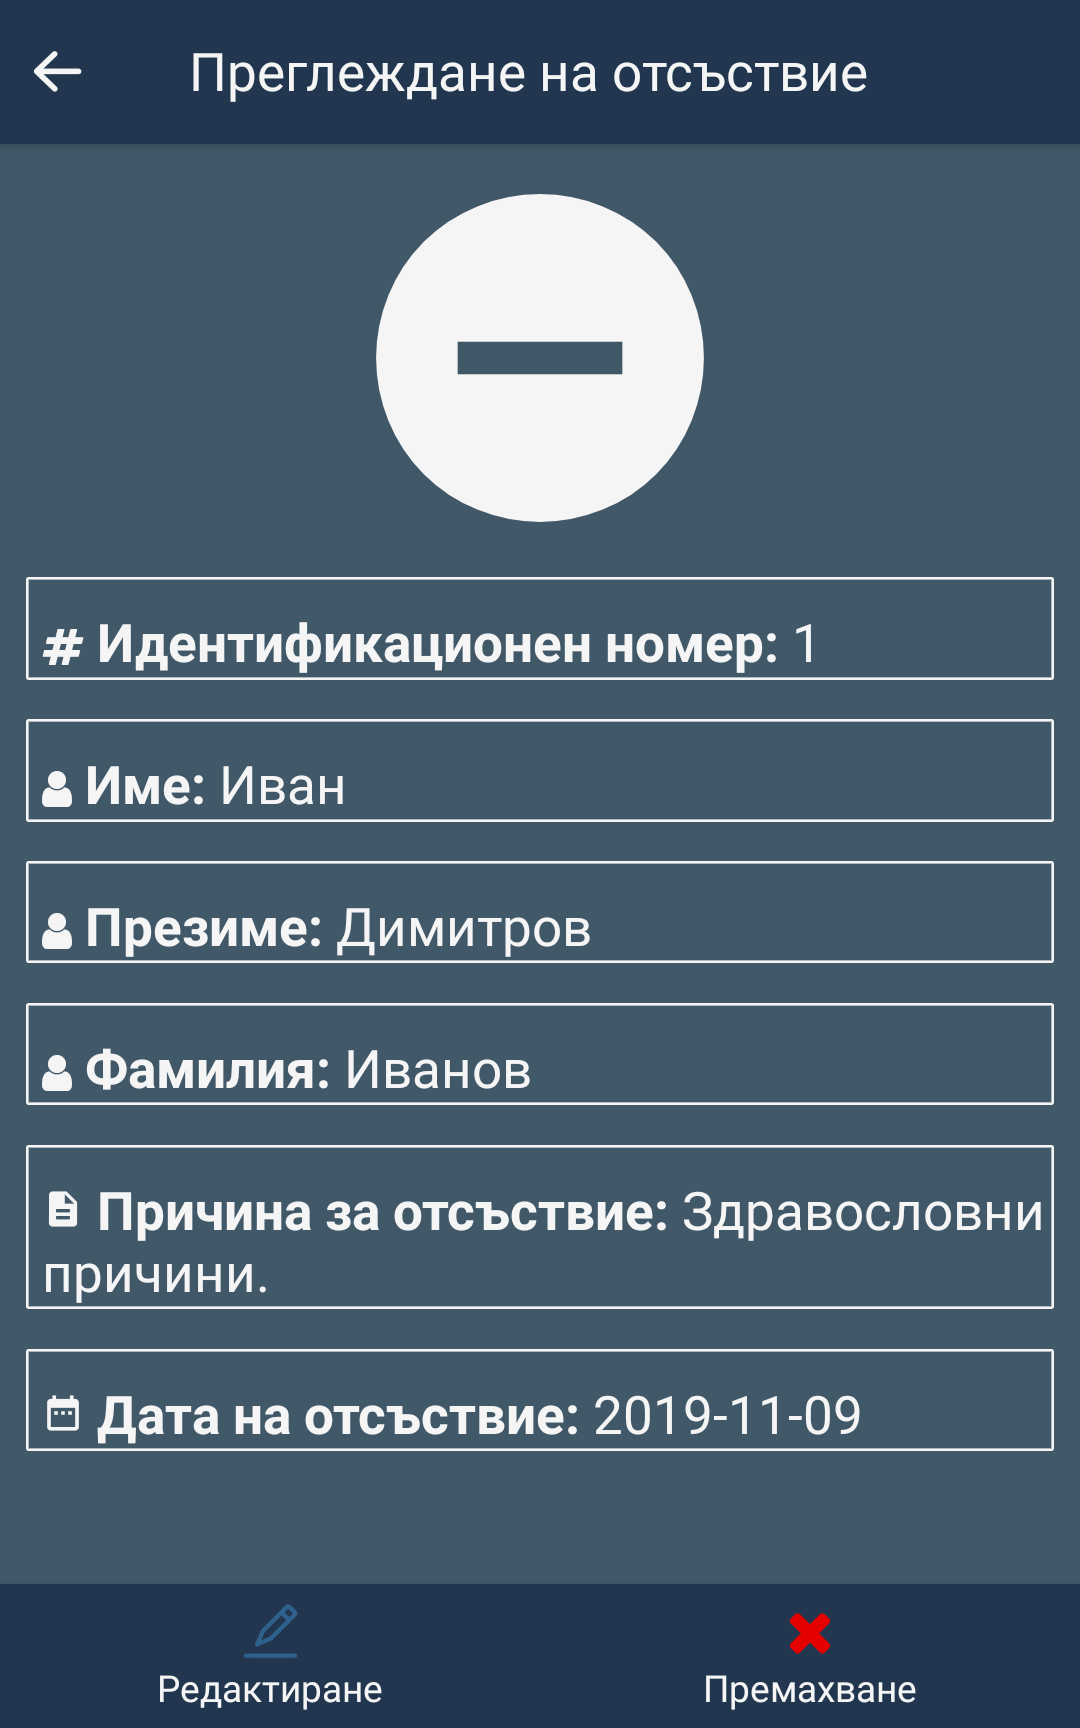 Преглеждане на отсъствие
# Идентификационен номер: 1
Име: Иван
Презиме: Димитров
Фамилия: Иванов
Причина за отсъствие: Здравословни
причини.
Дата на отсъствие: 2019-11-09
Редактиране
Премахване